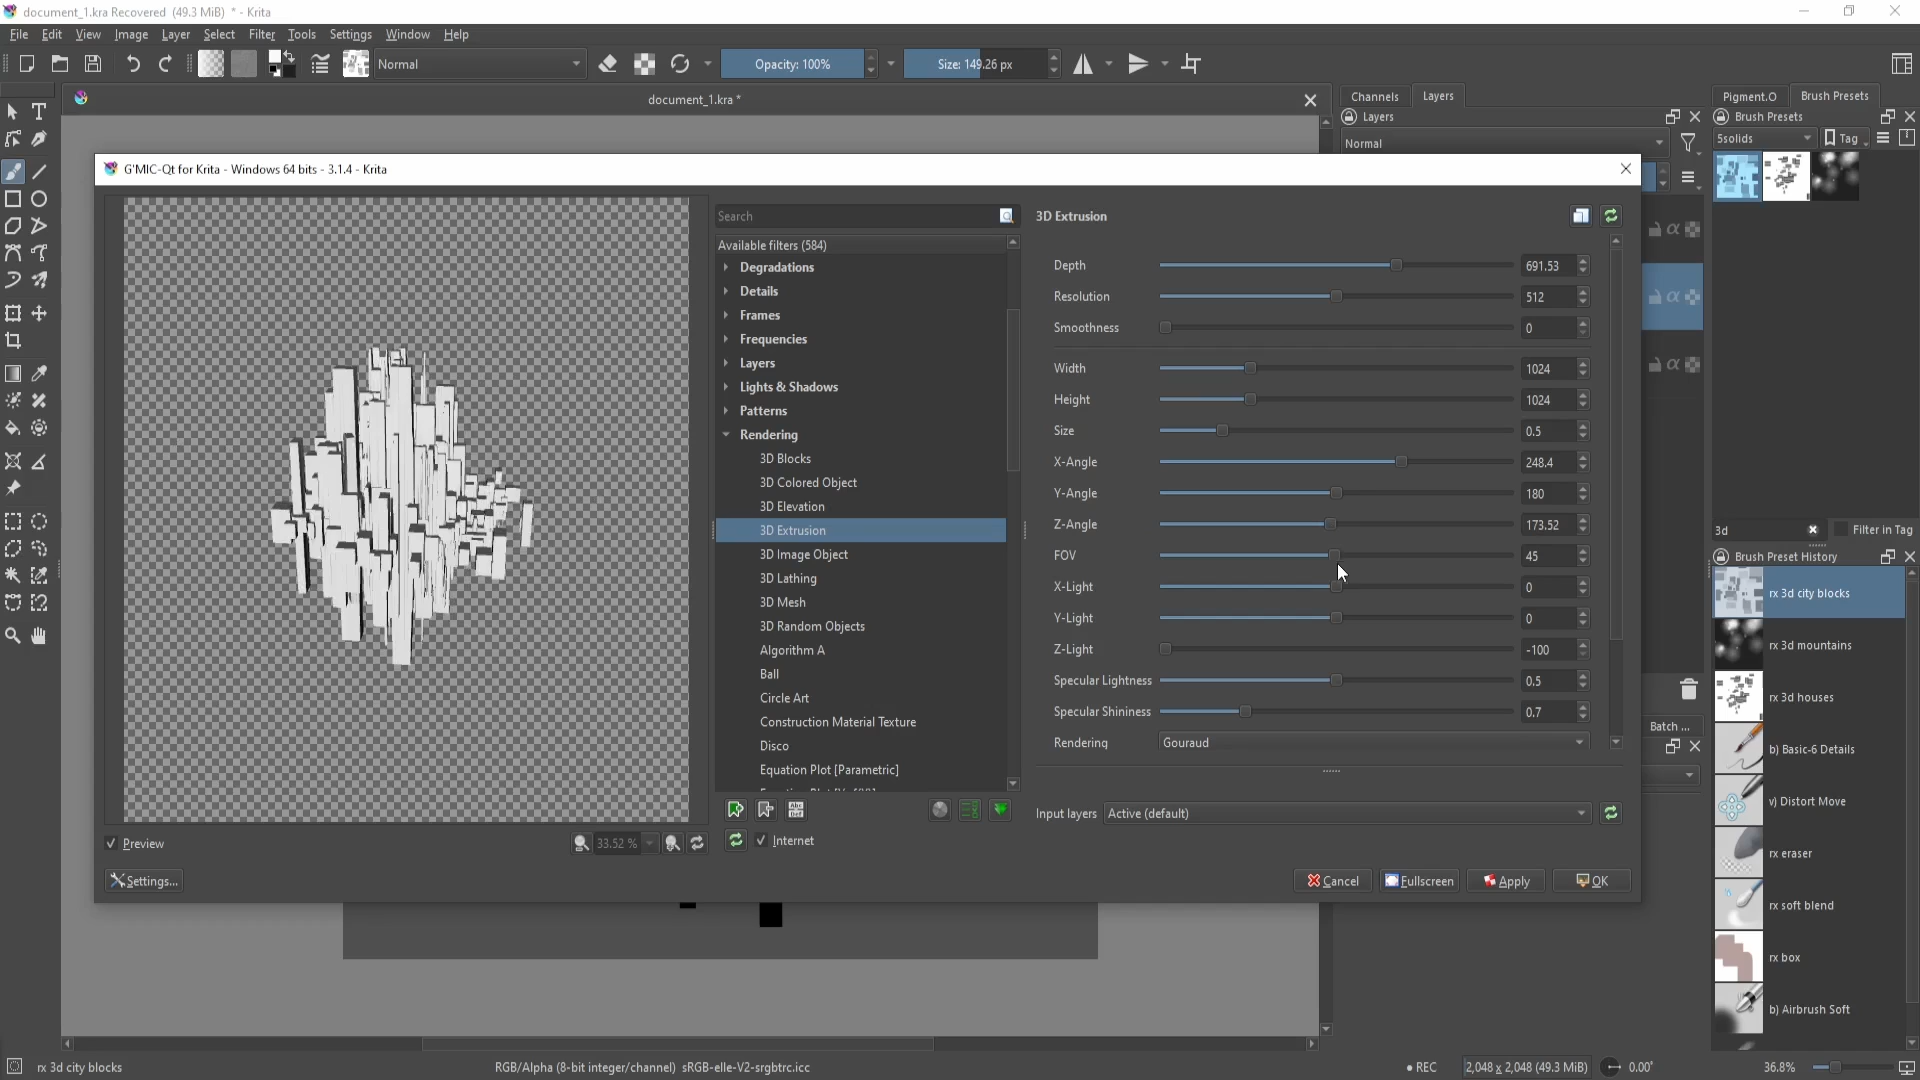 document_1.kra Recovered (49.3 MiB) * - Krita
File Edit View Image Layer Select Filter Tools Settings Window Help
Normal
Opacity: 100%
Size: 149.26 px
document_1.kra *
Channels Layers
Layers
Normal
Pigment.O Brush Presets
Brush Presets
5solids
Tag
G'MIC-Qt for Krita - Windows 64 bits - 3.1.4 - Krita
Search
Available filters (584)
Degradations
Details
Frames
Frequencies
Layers
Lights & Shadows
Patterns
Rendering
3D Blocks
3D Colored Object
3D Elevation
3D Extrusion
3D Image Object
3D Lathing
3D Mesh
3D Random Objects
Algorithm A
Ball
Circle Art
Construction Material Texture
Disco
Equation Plot [Parametric]
Internet
3D Extrusion
Depth 691.53
Resolution 512
Smoothness 0
Width 1024
Height 1024
Size 0.5
X-Angle 248.4
Y-Angle 180
Z-Angle 173.52
FOV 45
X-Light 0
Y-Light 0
Z-Light -100
Specular Lightness 0.5
Specular Shininess 0.7
Rendering Gouraud
Input layers Active (default)
Preview
33.52 %
Settings...
Cancel Fullscreen Apply OK
Batch ...
3d
Filter in Tag
Brush Preset History
rx 3d city blocks
rx 3d mountains
rx 3d houses
b) Basic-6 Details
v) Distort Move
rx eraser
rx soft blend
rx box
b) Airbrush Soft
rx 3d city blocks
RGB/Alpha (8-bit integer/channel) sRGB-elle-V2-srgbtrc.icc
REC
2,048 x 2,048 (49.3 MiB)
0.00°
36.8%